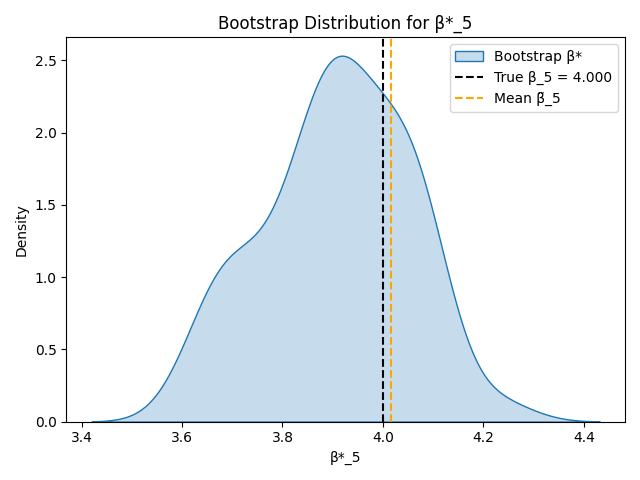 Bootstrap Distribution for β*_5
Bootstrap β*
True β_5 = 4.000
Mean β̂_5
Density
2.5
2.0
1.5
1.0
0.5
0.0
3.4 3.6 3.8 4.0 4.2 4.4
β*_5